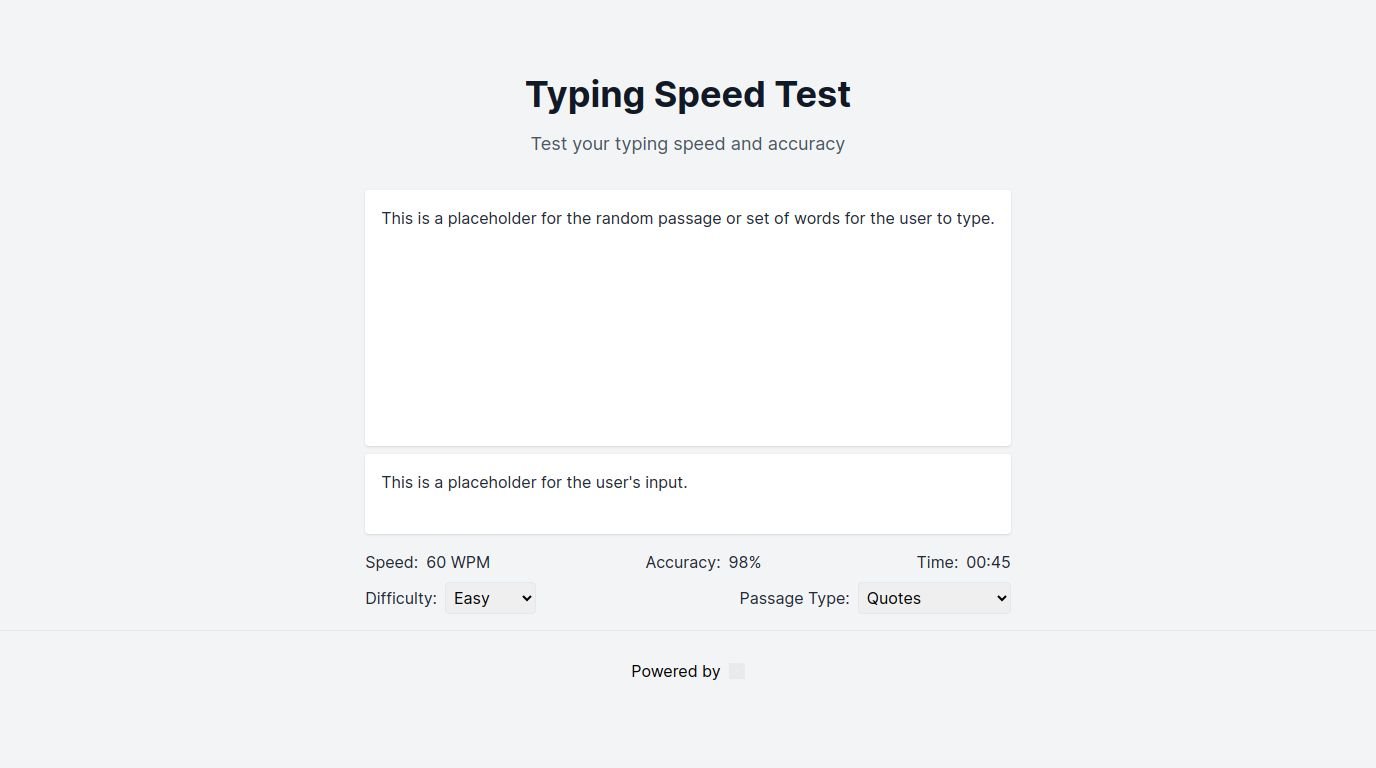 Typing Speed Test
Test your typing speed and accuracy
This is a placeholder for the random passage or set of words for the user to type.
This is a placeholder for the user's input.
Speed: 60 WPM Accuracy: 98% Time: 00:45
Difficulty: Easy Passage Type: Quotes
Powered by